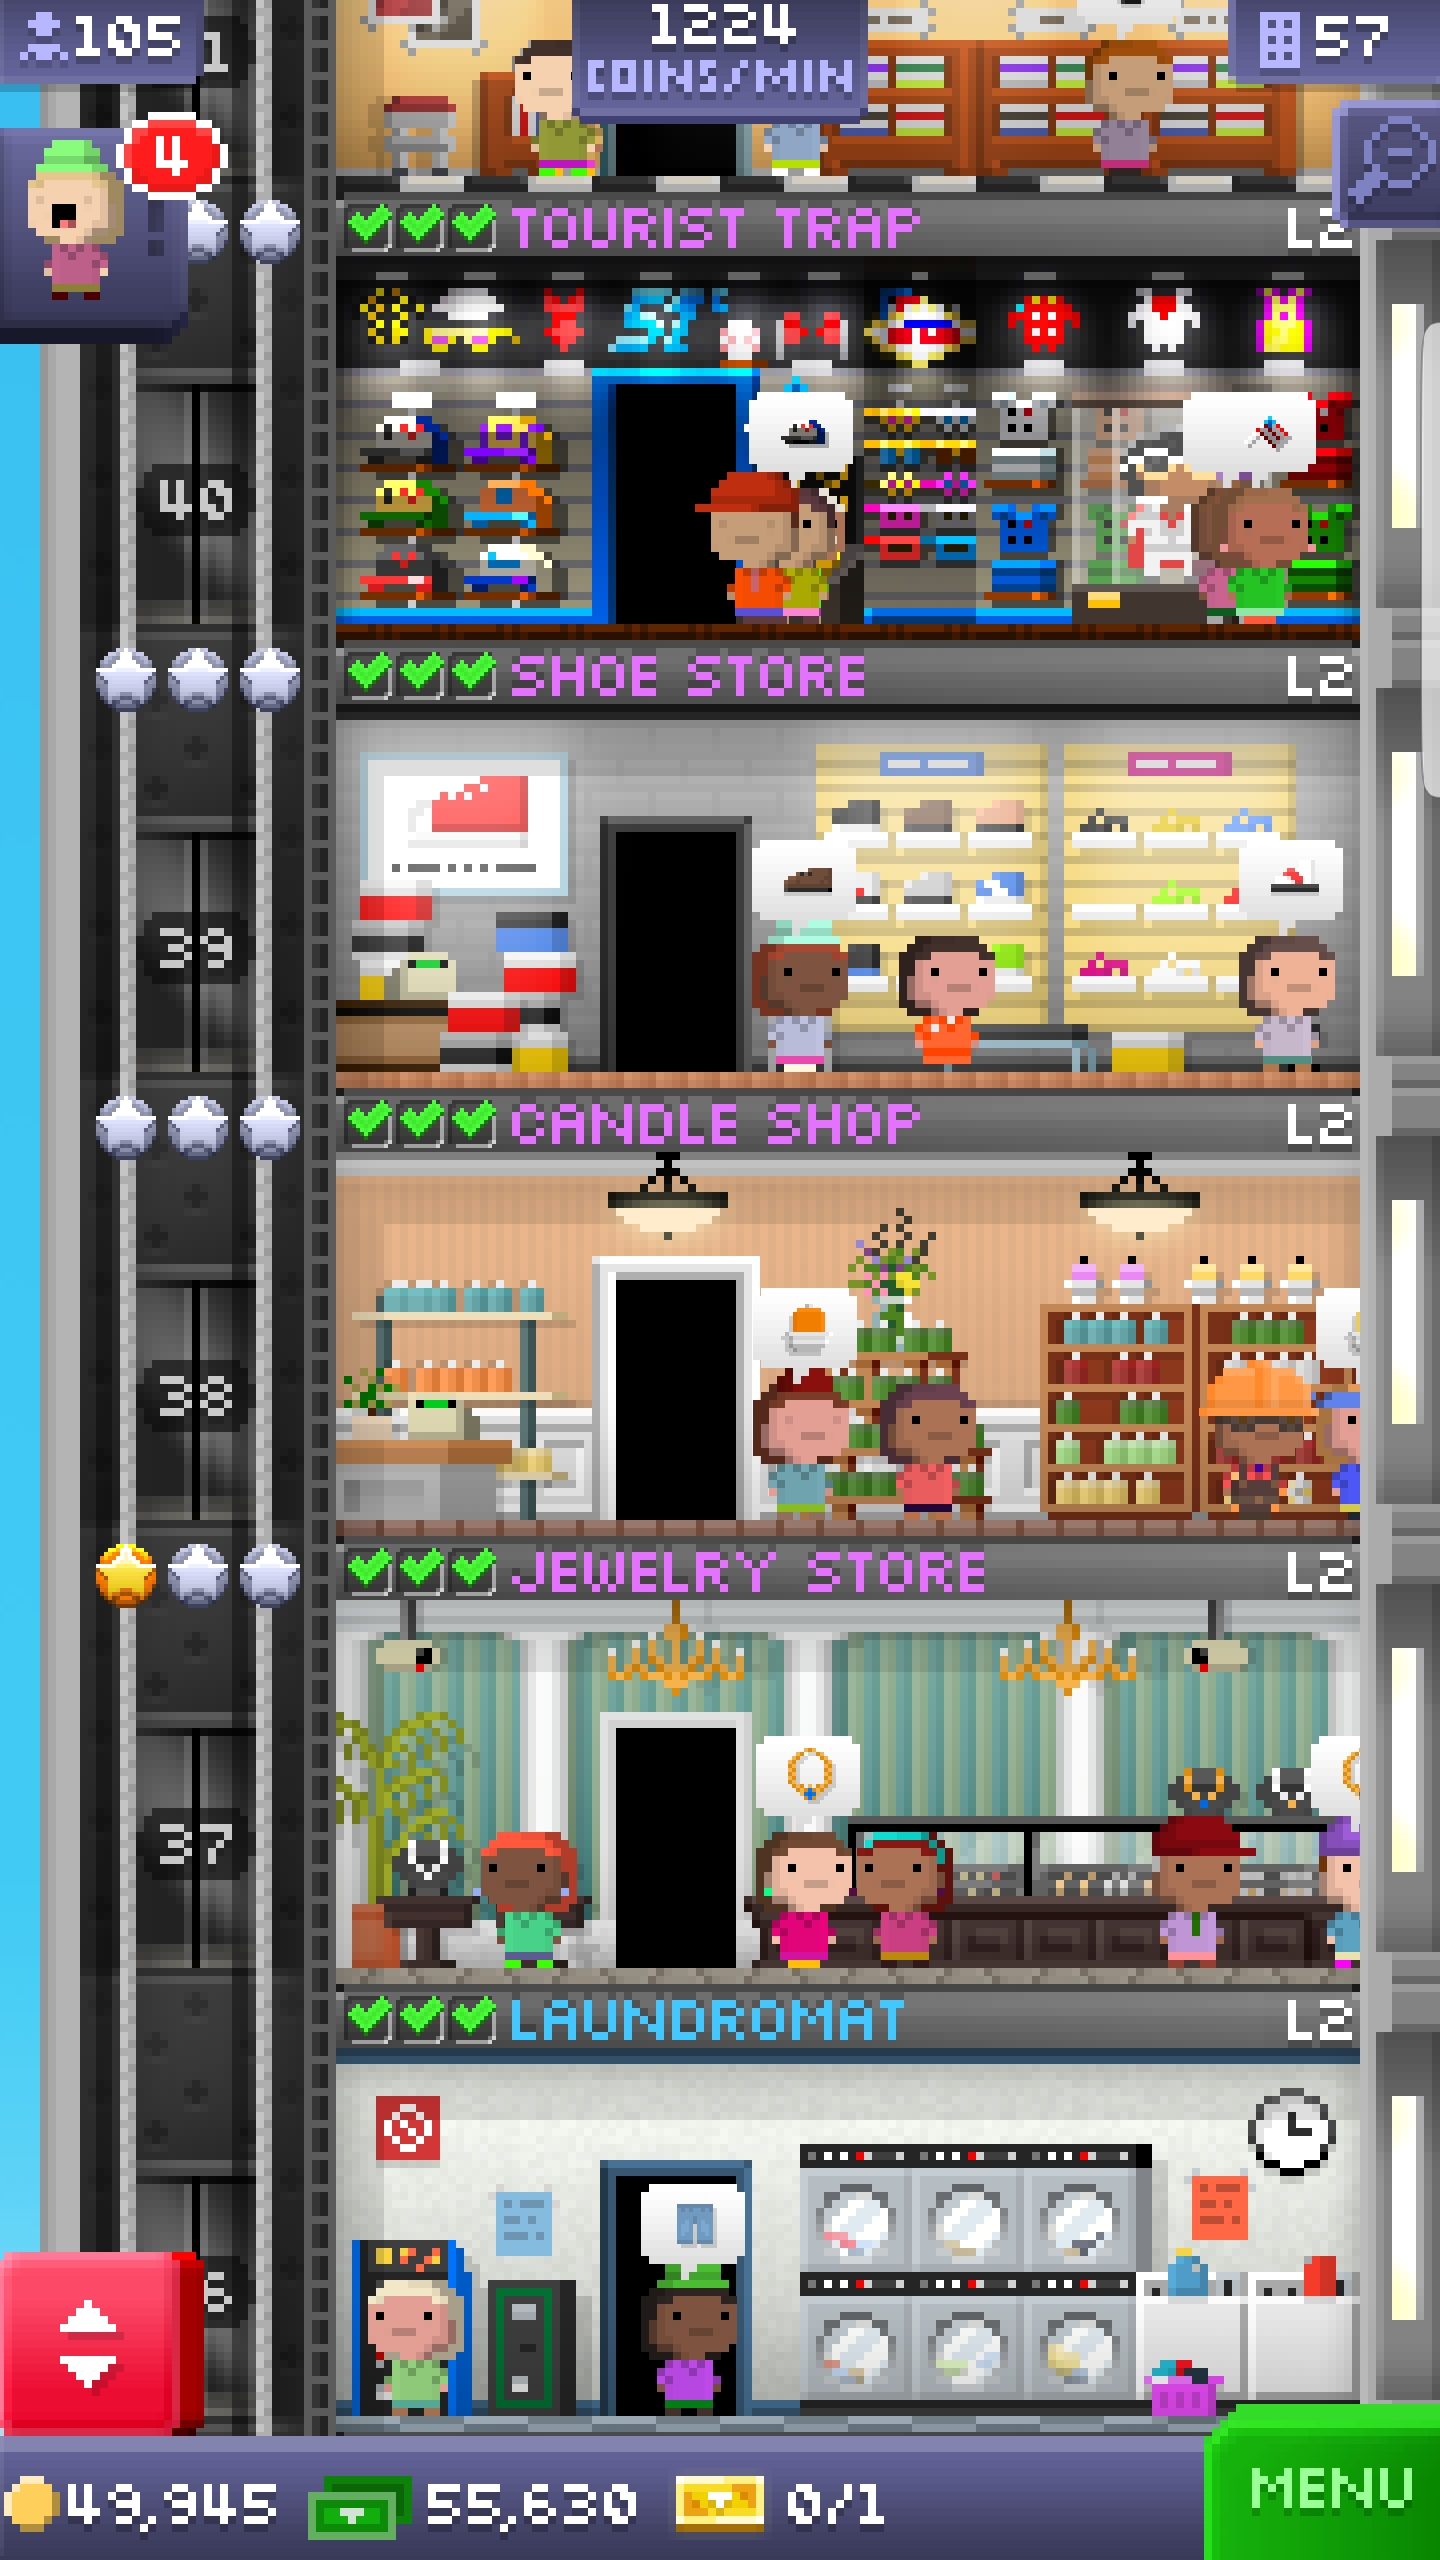 105
1224
COINS/MIN
57
4
TOURIST TRAP L2
40
SHOE STORE L2
39
CANDLE SHOP L2
38
JEWELRY STORE L2
37
LAUNDROMAT L2
49,945 55,630 0/1
MENU